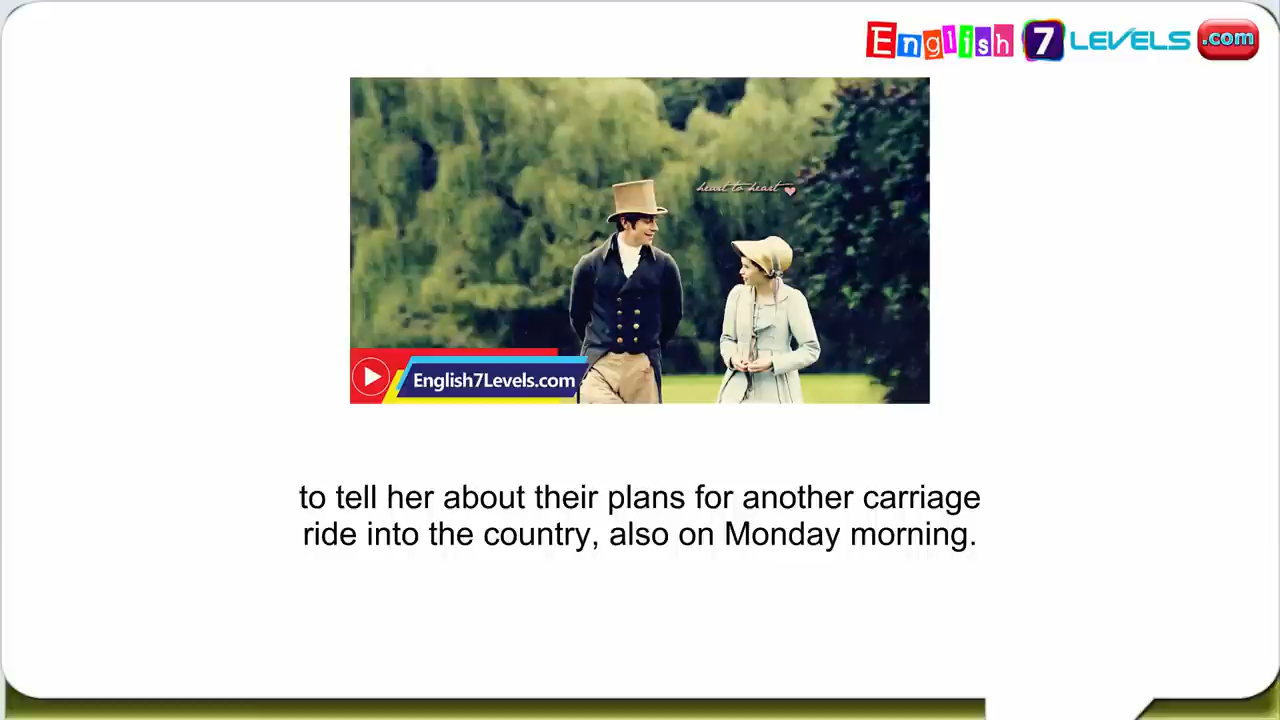 English 7 LEVELS .com
heart to heart
English7Levels.com
to tell her about their plans for another carriage
ride into the country, also on Monday morning.